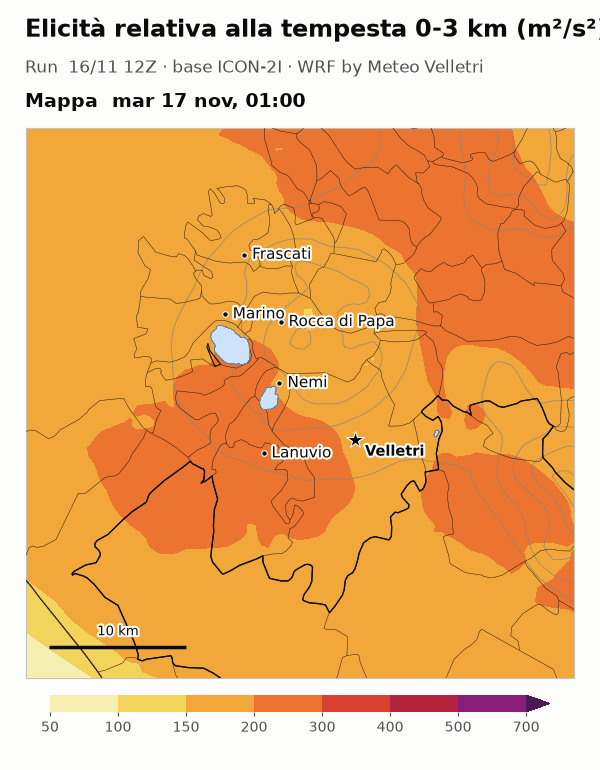 Elicità relativa alla tempesta 0-3 km (m²/s²)
Run 16/11 12Z · base ICON-2I · WRF by Meteo Velletri
Mappa mar 17 nov, 01:00
Frascati
Marino
Rocca di Papa
Nemi
Velletri
Lanuvio
10 km
50 100 150 200 300 400 500 700